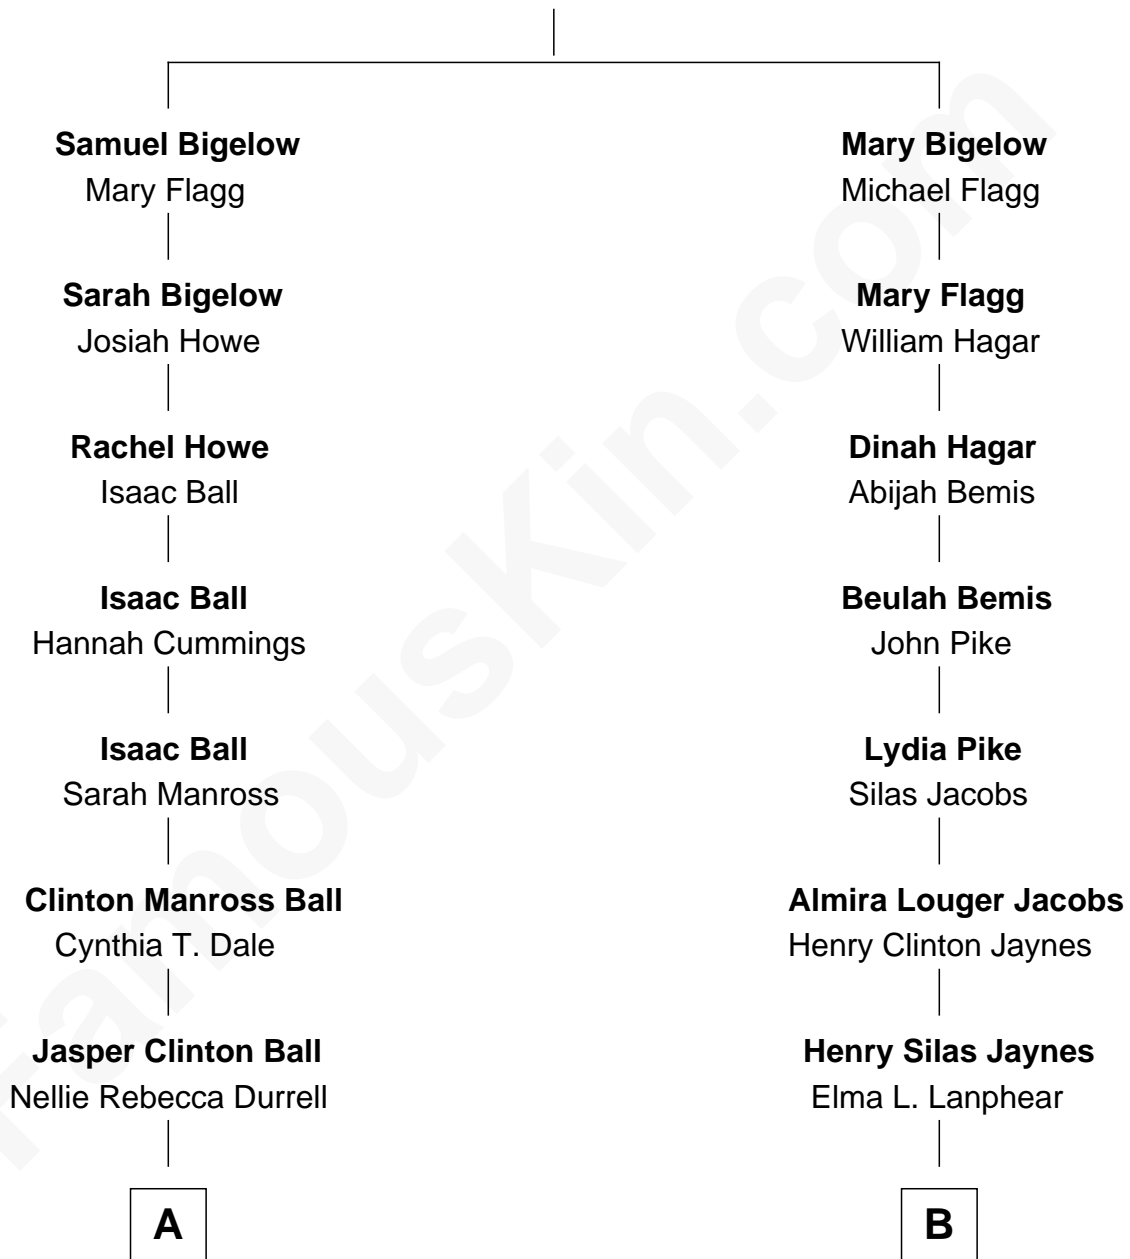 Samuel Bigelow
Mary Flagg
Sarah Bigelow
Josiah Howe
Rachel Howe
Isaac Ball
Isaac Ball
Hannah Cummings
Isaac Ball
Sarah Manross
Clinton Manross Ball
Cynthia T. Dale
Jasper Clinton Ball
Nellie Rebecca Durrell
A
Mary Bigelow
Michael Flagg
Mary Flagg
William Hagar
Dinah Hagar
Abijah Bemis
Beulah Bemis
John Pike
Lydia Pike
Silas Jacobs
Almira Louger Jacobs
Henry Clinton Jaynes
Henry Silas Jaynes
Elma L. Lanphear
B
FamousKin.com